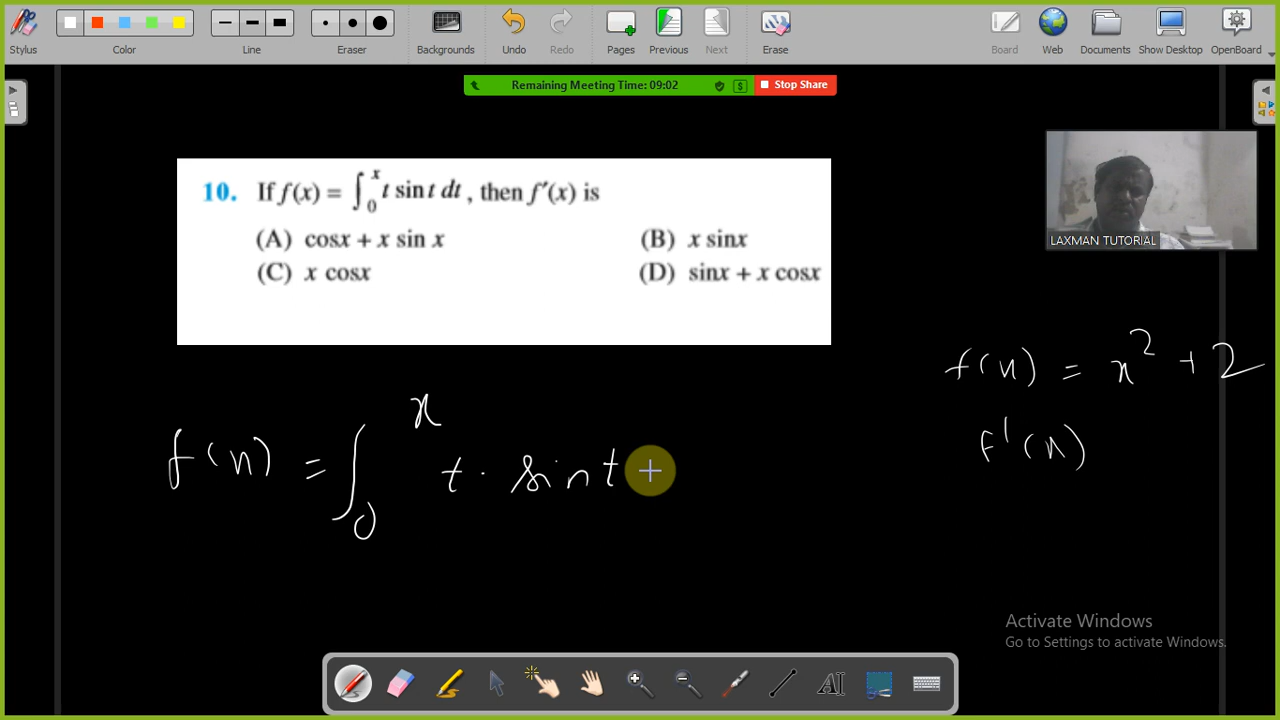 Stylus Color Line Eraser Backgrounds Undo Redo Pages Previous Next Erase Board Web Documents Show Desktop OpenBoard
Remaining Meeting Time: 09:02 Stop Share
10. If f(x) = ∫₀ˣ t sin t dt , then f′(x) is
(A) cosx + x sin x (B) x sinx
(C) x cosx (D) sinx + x cosx
LAXMAN TUTORIAL
f(x) = x² + 2
f'(x)
f(x) = ∫₀ˣ t · sin t
Activate Windows
Go to Settings to activate Windows.